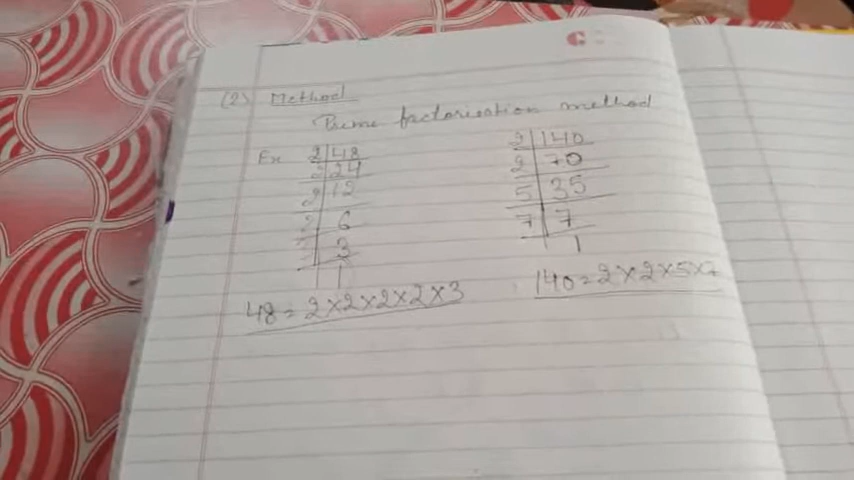 (2) Method
Prime factorisation method
Ex 2 | 48
2 | 24
2 | 12
2 | 6
3 | 3
1
48 = 2×2×2×2×3
2 | 140
2 | 70
5 | 35
7 | 7
1
140 = 2×2×5×7